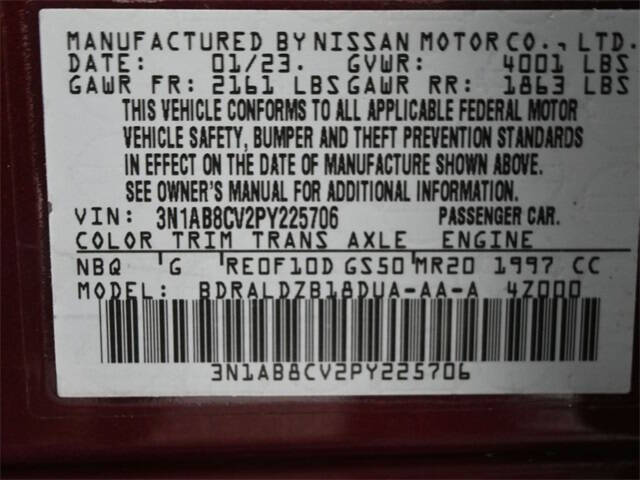 MANUFACTURED BY NISSAN MOTOR CO., LTD.
DATE: 01/23. GVWR: 4001 LBS
GAWR FR: 2161 LBS GAWR RR: 1863 LBS
THIS VEHICLE CONFORMS TO ALL APPLICABLE FEDERAL MOTOR
VEHICLE SAFETY, BUMPER AND THEFT PREVENTION STANDARDS
IN EFFECT ON THE DATE OF MANUFACTURE SHOWN ABOVE.
SEE OWNER'S MANUAL FOR ADDITIONAL INFORMATION.
VIN: 3N1AB8CV2PY225706 PASSENGER CAR.
COLOR TRIM TRANS AXLE ENGINE
NBQ G RE0F10D GS50 MR20 1997 CC
MODEL: BDRALDZB18DUA-AA-A 4Z000
3N1AB8CV2PY225706